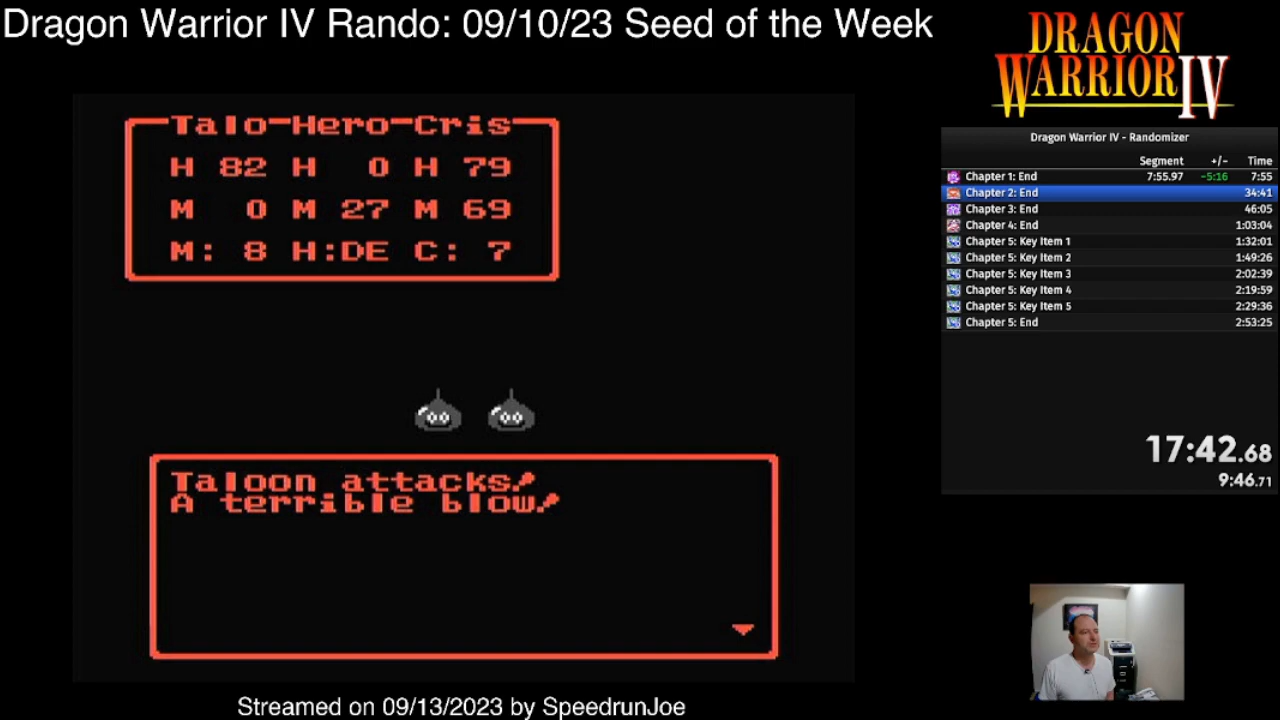 Dragon Warrior IV Rando: 09/10/23 Seed of the Week
DRAGON
WARRIOR IV
Talo Hero Cris
H 82 H 0 H 79
M 0 M 27 M 69
M: 8 H:DE C: 7
Taloon attacks!
A terrible blow!
Dragon Warrior IV - Randomizer
Segment +/- Time
Chapter 1: End 7:55.97 -5:16 7:55
Chapter 2: End 34:41
Chapter 3: End 46:05
Chapter 4: End 1:03:04
Chapter 5: Key Item 1 1:32:01
Chapter 5: Key Item 2 1:49:26
Chapter 5: Key Item 3 2:02:39
Chapter 5: Key Item 4 2:19:59
Chapter 5: Key Item 5 2:29:36
Chapter 5: End 2:53:25
17:42.68
9:46.71
Streamed on 09/13/2023 by SpeedrunJoe